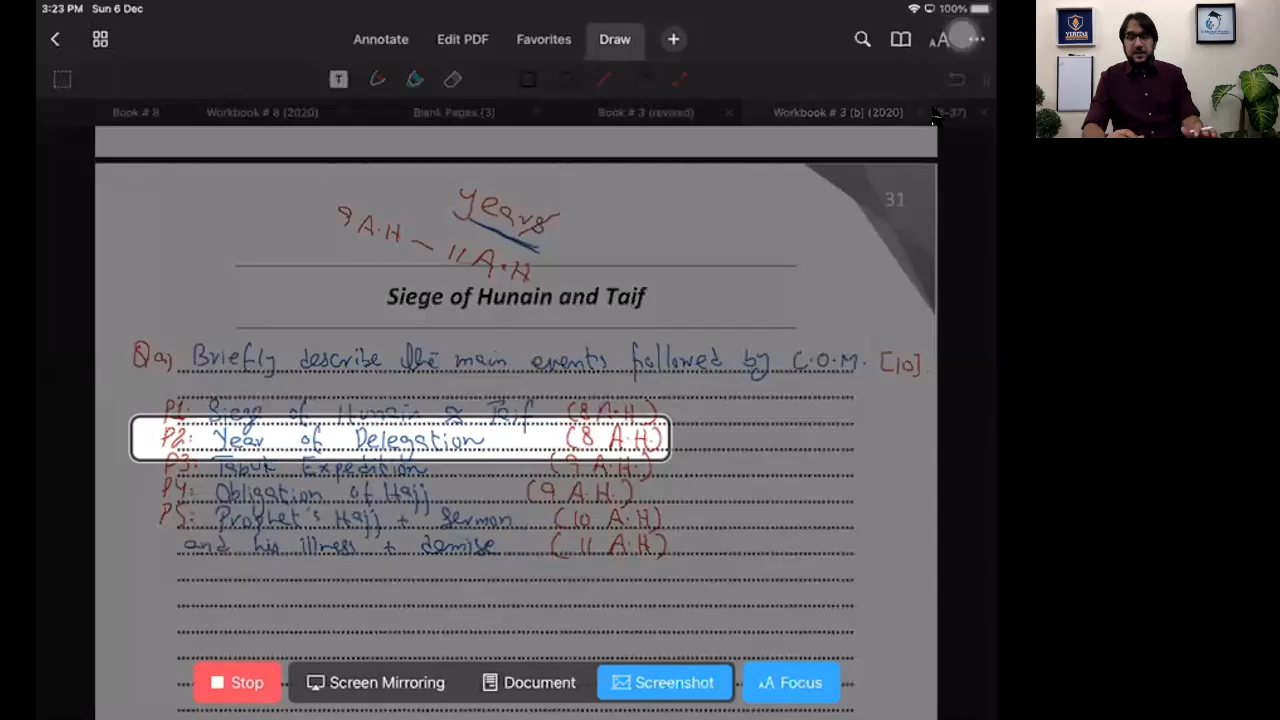 3:23 PM Sun 6 Dec 100%
Annotate Edit PDF Favorites Draw
T
Book # 8 Workbook # 8 (2020) Blank Pages (3) Book # 3 (revised) Workbook # 3 (b) (2020) 3-37)
VERITAS
31
years
9 A.H — 11 A.H
Siege of Hunain and Taif
Qa) Briefly describe the main events followed by C.O.M. [10]
P1: Siege of Hunain & Taif (8 A.H.)
P2: Year of Delegation (8 A.H.)
P3: Tabuk Expedition (9 A.H.)
P4: Obligation of Hajj (9 A.H.)
P5: Prophet's Hajj + Sermon (10 A.H)
and his illness + demise (11 A.H)
Stop Screen Mirroring Document Screenshot AA Focus